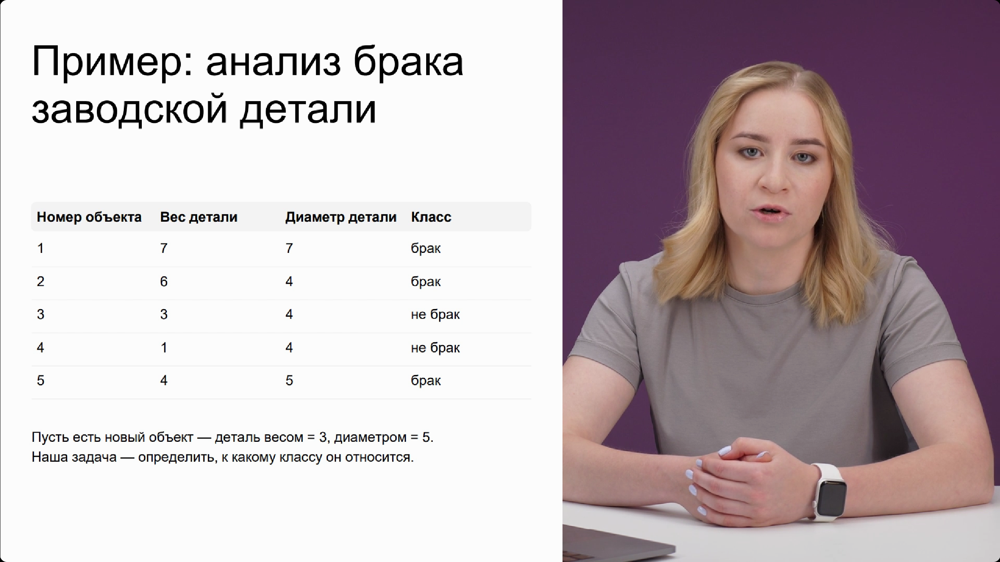 Пример: анализ брака
заводской детали
Номер объекта Вес детали Диаметр детали Класс
1 7 7 брак
2 6 4 брак
3 3 4 не брак
4 1 4 не брак
5 4 5 брак
Пусть есть новый объект — деталь весом = 3, диаметром = 5.
Наша задача — определить, к какому классу он относится.